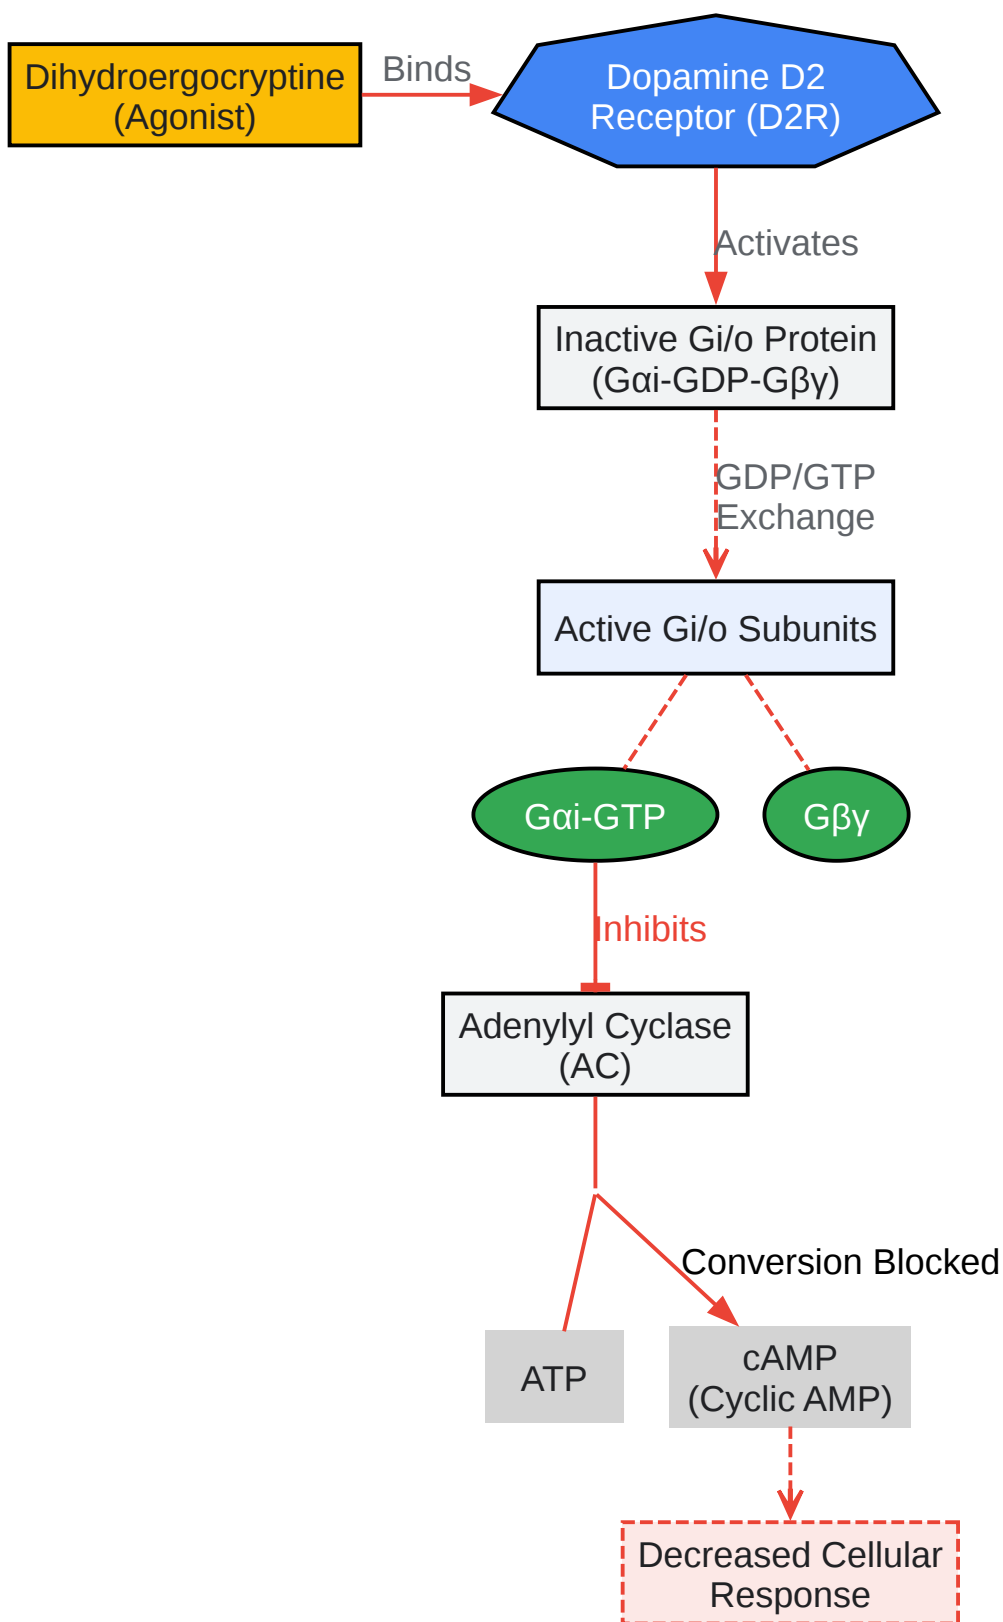 Dihydroergocryptine
(Agonist)
Binds
Dopamine D2
Receptor (D2R)
Activates
Inactive Gi/o Protein
(Gαi-GDP-Gβγ)
GDP/GTP
Exchange
Active Gi/o Subunits
Gαi-GTP
Gβγ
Inhibits
Adenylyl Cyclase
(AC)
Conversion Blocked
ATP
cAMP
(Cyclic AMP)
Decreased Cellular
Response